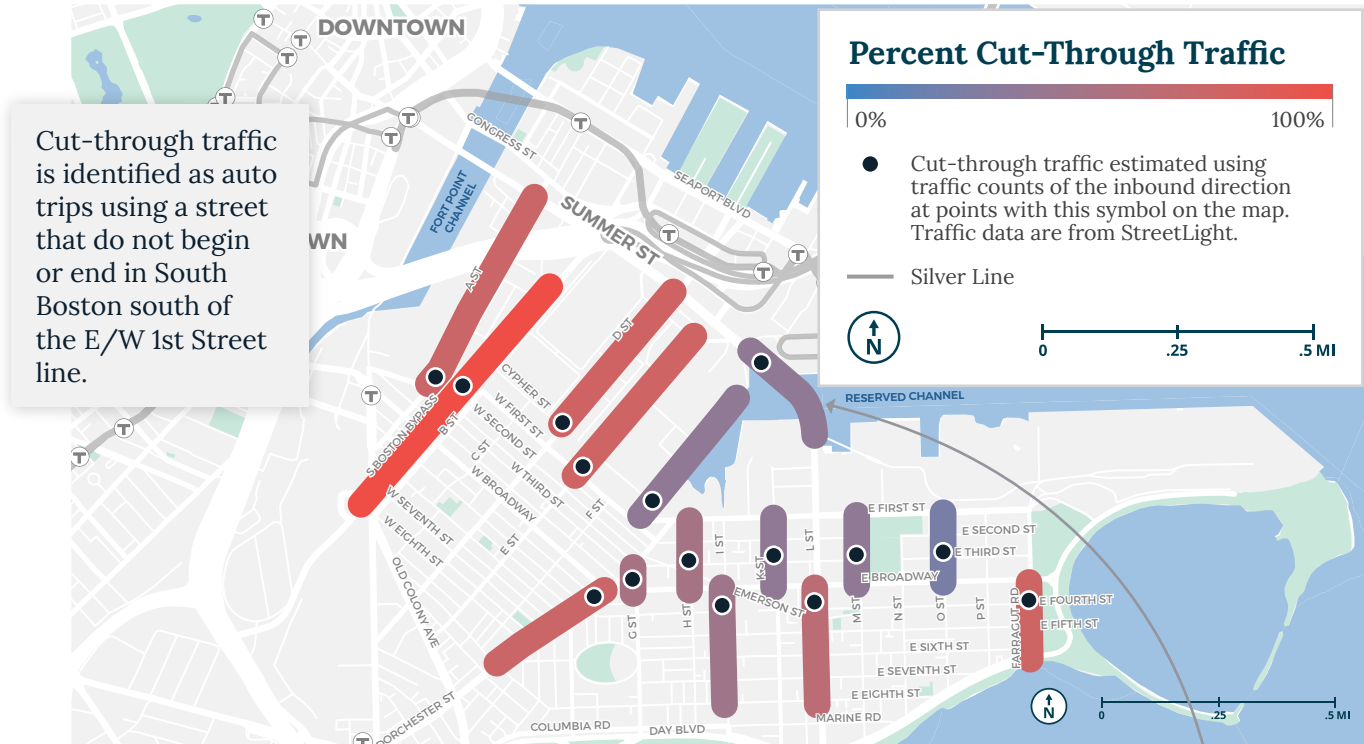 DOWNTOWN
Percent Cut-Through Traffic
0%
100%
Cut-through traffic estimated using
traffic counts of the inbound direction
at points with this symbol on the map.
Traffic data are from StreetLight.
Silver Line
N
0
.25
.5 MI
Cut-through traffic
is identified as auto
trips using a street
that do not begin
or end in South
Boston south of
the E/W 1st Street
line.
T
T
T
T
T
T
T
T
T
T
T
T
T
WN
CONGRESS ST
SEAPORT BLVD
FORT POINT
CHANNEL
SUMMER ST
A ST
D ST
CYPHER ST
W FIRST ST
W SECOND ST
W THIRD ST
W BROADWAY
S BOSTON BYPASS
B ST
C ST
E ST
F ST
W SEVENTH ST
W EIGHTH ST
OLD COLONY AVE
RESERVED CHANNEL
E FIRST ST
E SECOND ST
E THIRD ST
E BROADWAY
EMERSON ST
E FOURTH ST
E FIFTH ST
E SIXTH ST
E SEVENTH ST
E EIGHTH ST
MARINE RD
G ST
H ST
I ST
K ST
L ST
M ST
N ST
O ST
P ST
FARRAGUT RD
DORCHESTER ST
COLUMBIA RD
DAY BLVD
N
0
.25
.5 MI